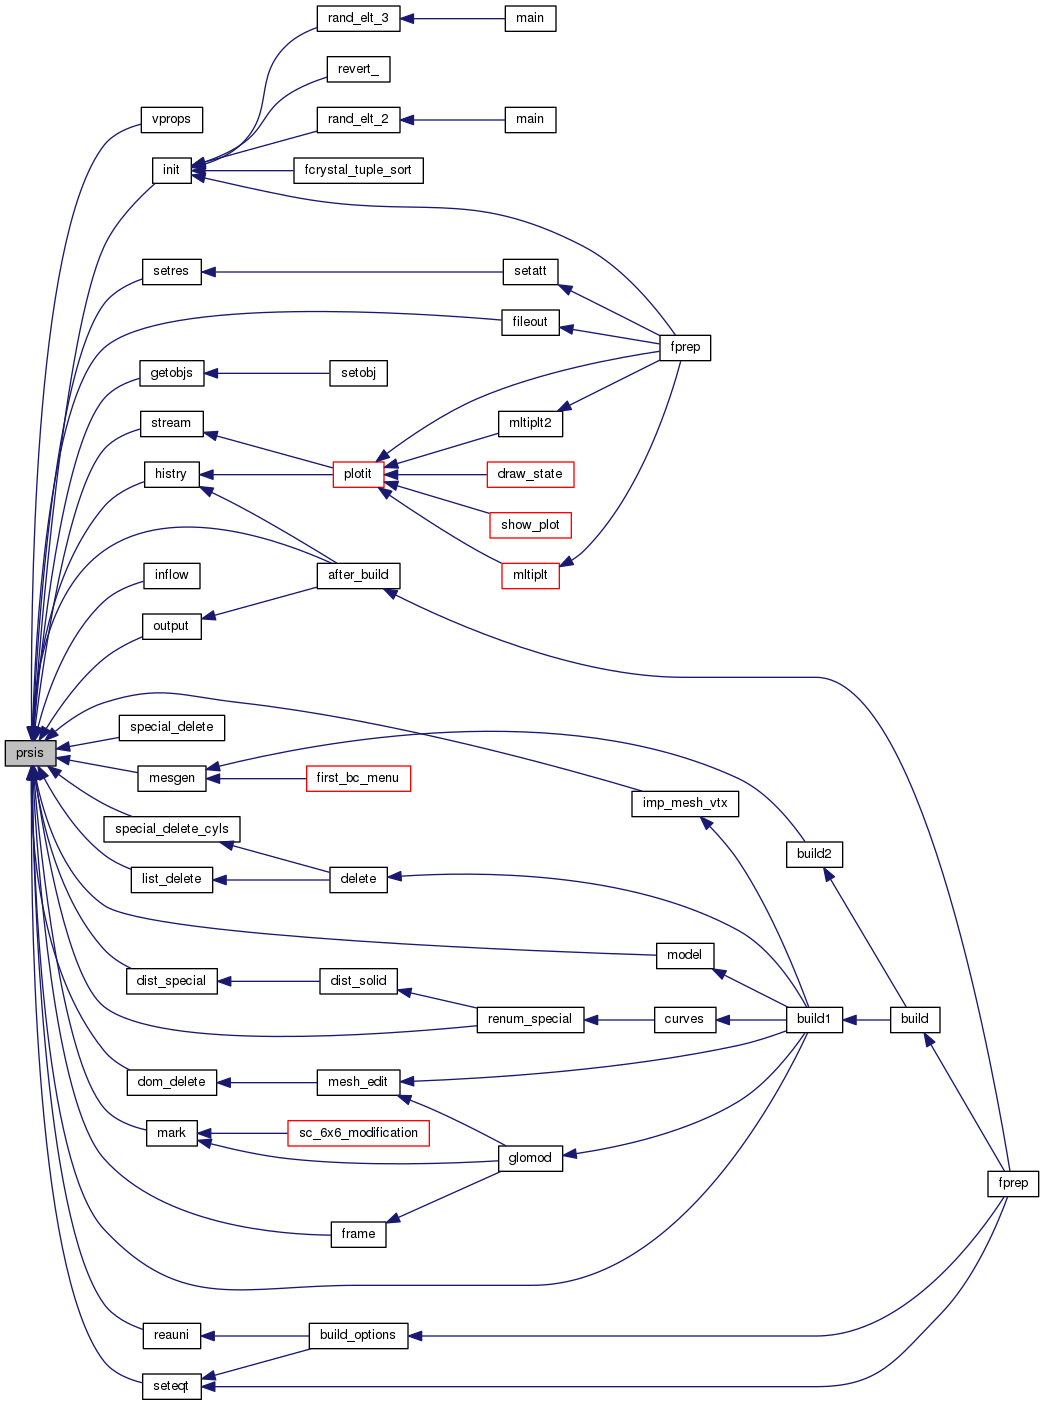 rand_elt_3
main
revert_
vprops
rand_elt_2
main
init
fcrystal_tuple_sort
setres
setatt
fileout
fprep
getobjs
setobj
stream
mltiplt2
histry
plotit
draw_state
show_plot
inflow
after_build
mltiplt
output
special_delete
prsis
mesgen
first_bc_menu
imp_mesh_vtx
special_delete_cyls
build2
list_delete
delete
model
dist_special
dist_solid
renum_special
curves
build1
build
dom_delete
mesh_edit
mark
sc_6x6_modification
glomod
fprep
frame
reauni
build_options
seteqt